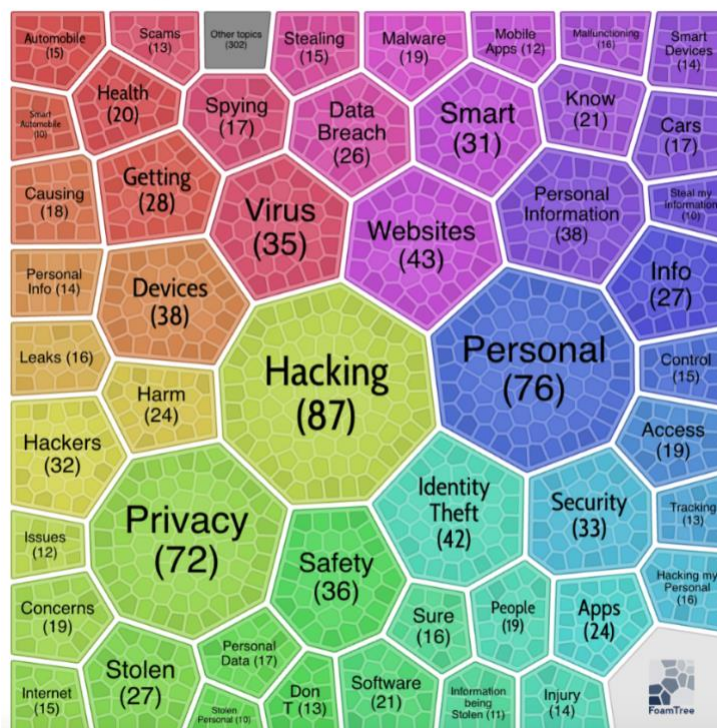 Automobile
(15)
Scams
(13)
Other topics
(302)
Stealing
(15)
Malware
(19)
Mobile
Apps (12)
Malfunctioning
(16)
Smart
Devices
(14)
Smart
Automobile
(10)
Health
(20)
Spying
(17)
Data
Breach
(26)
Smart
(31)
Know
(21)
Cars
(17)
Causing
(18)
Getting
(28)
Virus
(35)
Websites
(43)
Personal
Information
(38)
Steal my
Information
(10)
Personal
Info (14)
Devices
(38)
Info
(27)
Leaks (16)
Harm
(24)
Hacking
(87)
Personal
(76)
Control
(15)
Hackers
(32)
Access
(19)
Privacy
(72)
Identity
Theft
(42)
Security
(33)
Tracking
(13)
Issues
(12)
Safety
(36)
Hacking my
Personal
(16)
Concerns
(19)
Sure
(16)
People
(19)
Apps
(24)
Stolen
(27)
Personal
Data (17)
Internet
(15)
Stolen
Personal (10)
Don
T (13)
Software
(21)
Information
being
Stolen (11)
Injury
(14)
FoamTree